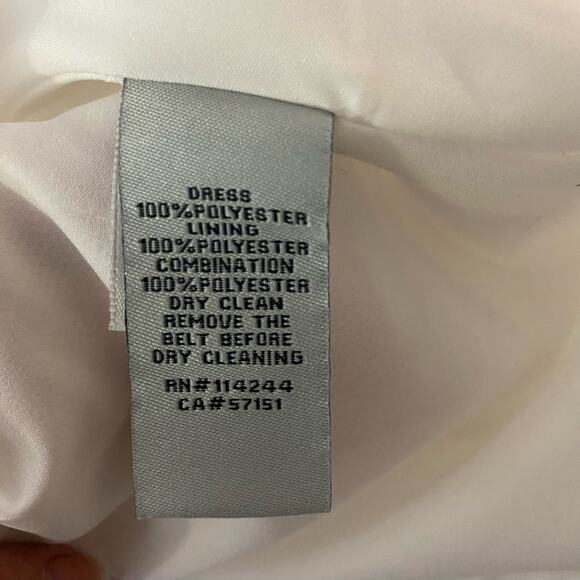 DRESS
100%POLYESTER
LINING
100%POLYESTER
COMBINATION
100%POLYESTER
DRY CLEAN
REMOVE THE
BELT BEFORE
DRY CLEANING
RN#114244
CA#57151